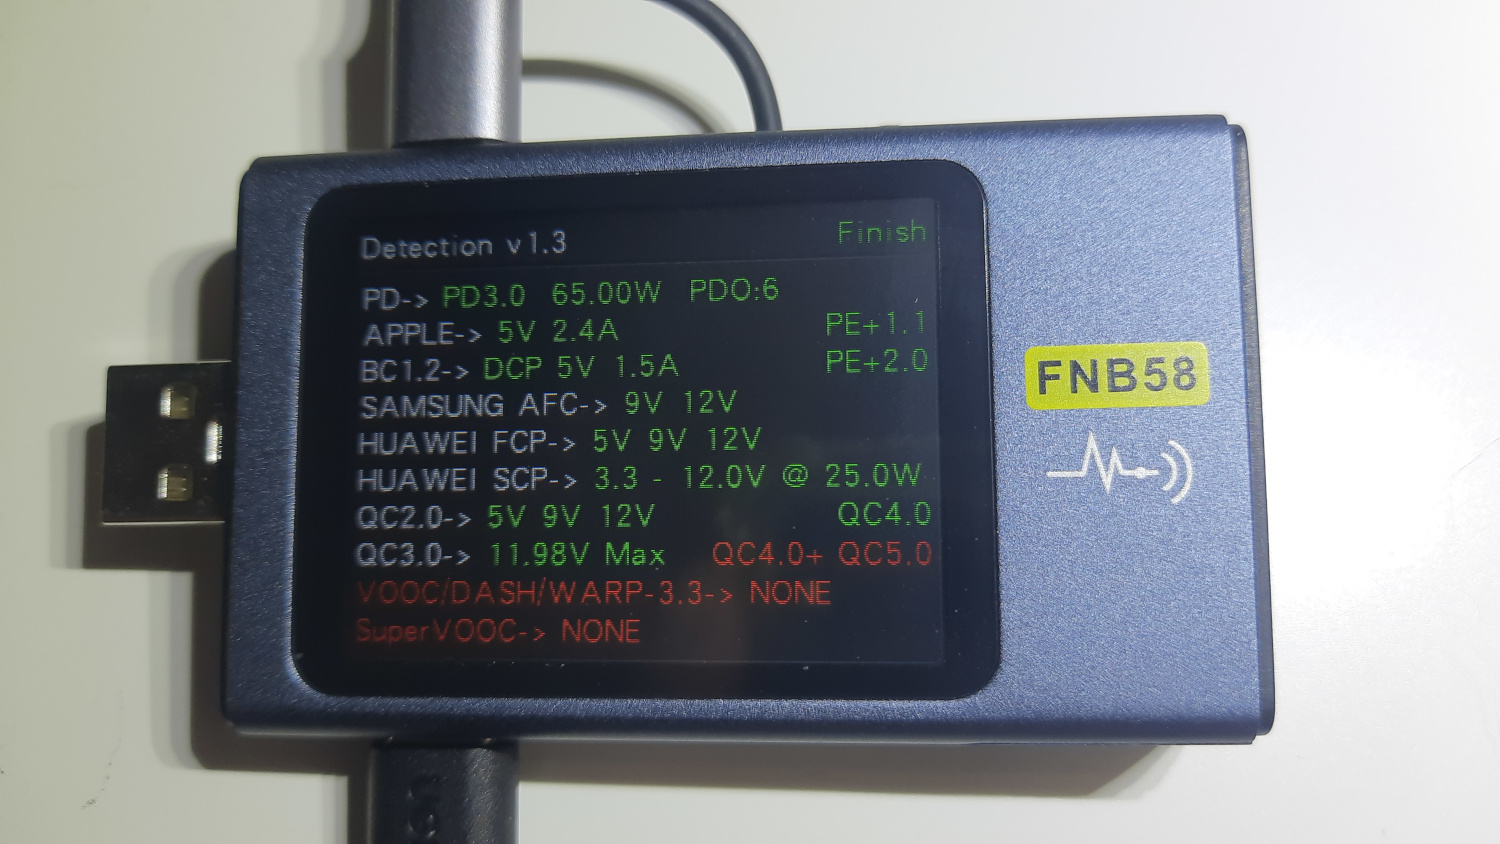 Detection v1.3 Finish
PD-> PD3.0 65.00W PDO:6
APPLE-> 5V 2.4A PE+1.1
BC1.2-> DCP 5V 1.5A PE+2.0
SAMSUNG AFC-> 9V 12V
HUAWEI FCP-> 5V 9V 12V
HUAWEI SCP-> 3.3 - 12.0V @ 25.0W
QC2.0-> 5V 9V 12V QC4.0
QC3.0-> 11.98V Max QC4.0+ QC5.0
VOOC/DASH/WARP-3.3-> NONE
SuperVOOC-> NONE
FNB58